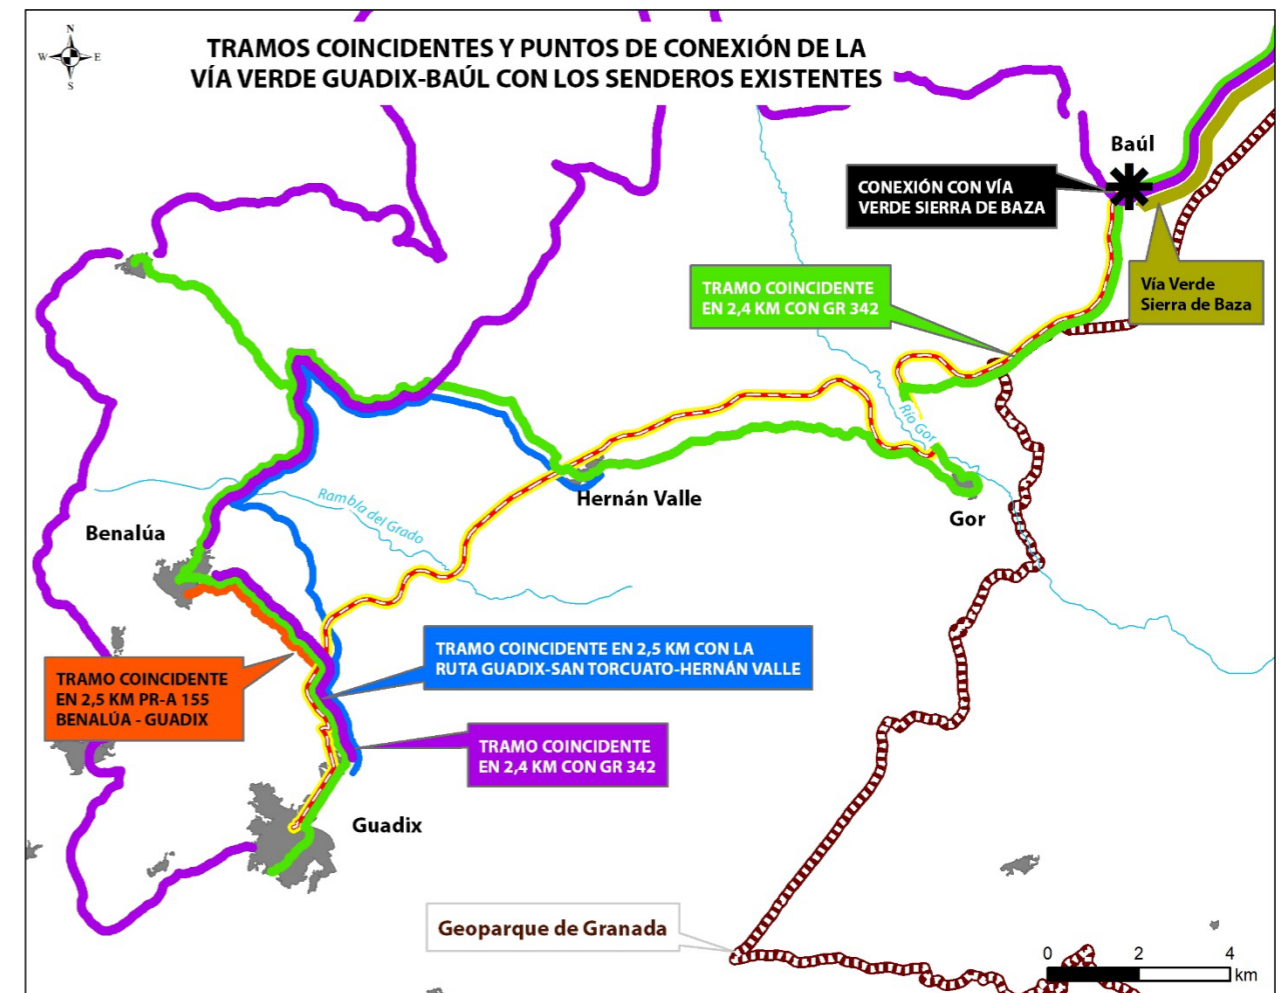 N
W E
S
TRAMOS COINCIDENTES Y PUNTOS DE CONEXIÓN DE LA
VÍA VERDE GUADIX-BAÚL CON LOS SENDEROS EXISTENTES
Baúl
CONEXIÓN CON VÍA
VERDE SIERRA DE BAZA
TRAMO COINCIDENTE
EN 2,4 KM CON GR 342
Vía Verde
Sierra de Baza
Río Gor
Hernán Valle
Rambla del Grado
Gor
Benalúa
TRAMO COINCIDENTE EN 2,5 KM CON LA
RUTA GUADIX-SAN TORCUATO-HERNÁN VALLE
TRAMO COINCIDENTE
EN 2,5 KM PR-A 155
BENALÚA - GUADIX
TRAMO COINCIDENTE
EN 2,4 KM CON GR 342
Guadix
Geoparque de Granada
0 2 4
km